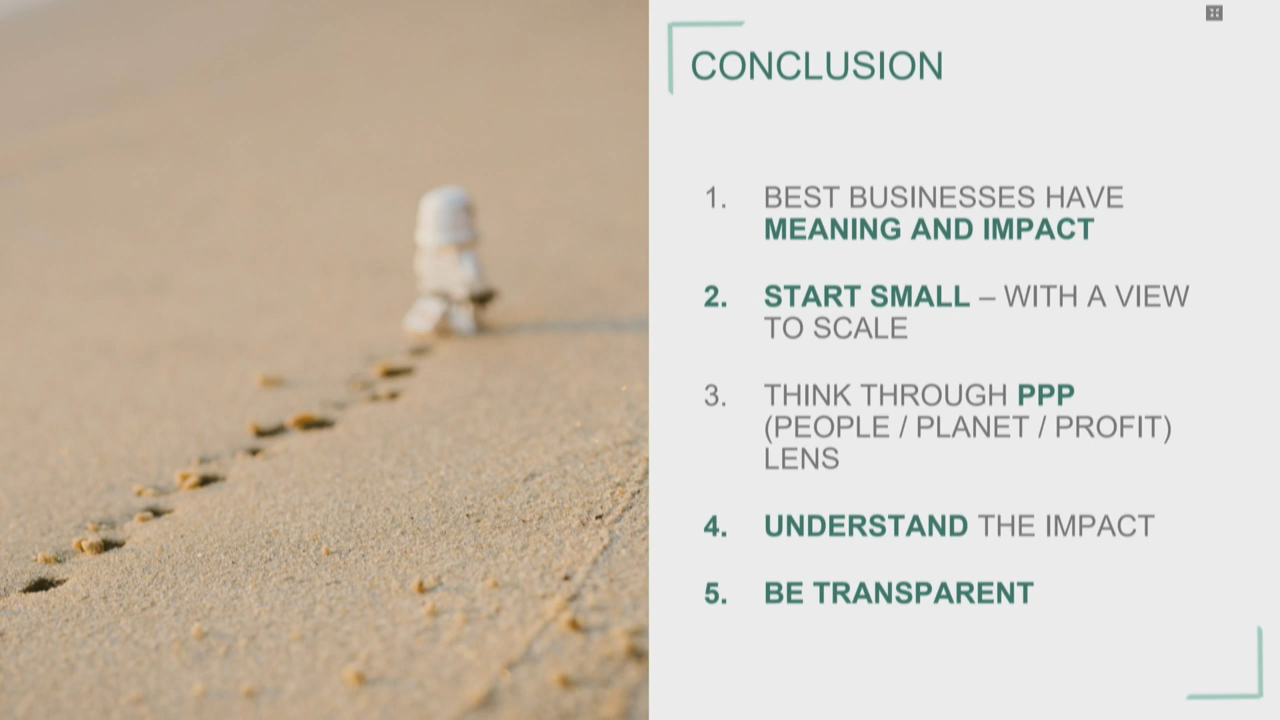 CONCLUSION
1. BEST BUSINESSES HAVE
MEANING AND IMPACT
2. START SMALL – WITH A VIEW
TO SCALE
3. THINK THROUGH PPP
(PEOPLE / PLANET / PROFIT)
LENS
4. UNDERSTAND THE IMPACT
5. BE TRANSPARENT